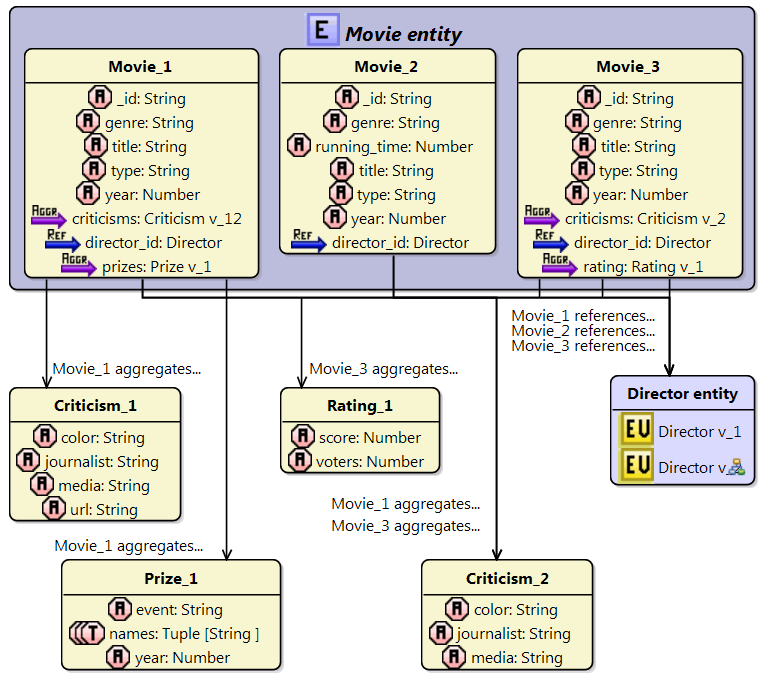 E Movie entity
Movie_1
A _id: String
A genre: String
A title: String
A type: String
A year: Number
AGGR criticisms: Criticism v_12
REF director_id: Director
AGGR prizes: Prize v_1
Movie_2
A _id: String
A genre: String
A running_time: Number
A title: String
A type: String
A year: Number
REF director_id: Director
Movie_3
A _id: String
A genre: String
A title: String
A type: String
A year: Number
AGGR criticisms: Criticism v_2
REF director_id: Director
AGGR rating: Rating v_1
Movie_1 references...
Movie_2 references...
Movie_3 references...
Movie_1 aggregates...
Movie_3 aggregates...
Criticism_1
A color: String
A journalist: String
A media: String
A url: String
Rating_1
A score: Number
A voters: Number
Director entity
EV Director v_1
EV Director v_
Movie_1 aggregates...
Movie_3 aggregates...
Movie_1 aggregates...
Prize_1
A event: String
T names: Tuple [String ]
A year: Number
Criticism_2
A color: String
A journalist: String
A media: String